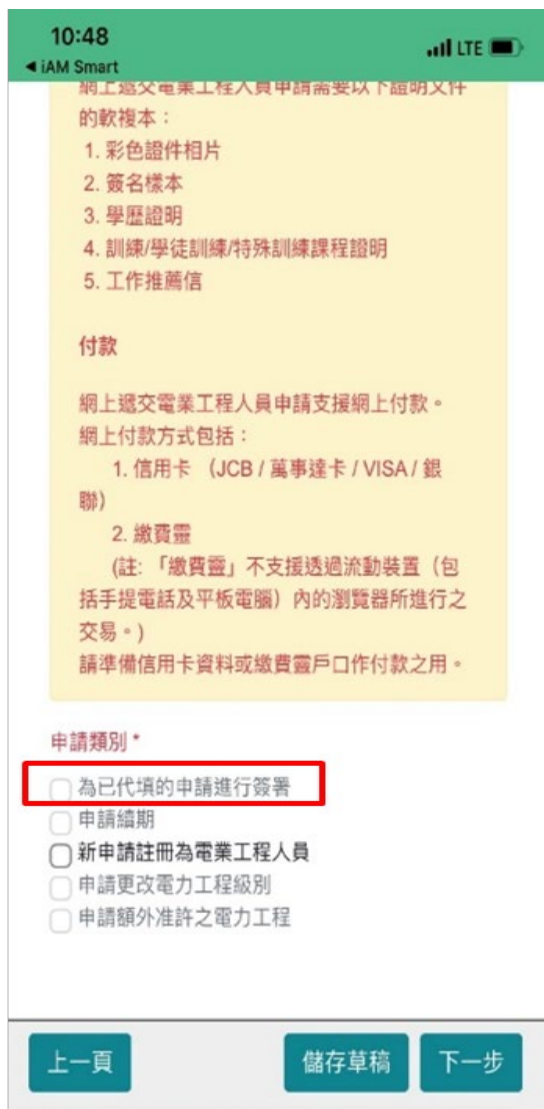 10:48
LTE
◀ iAM Smart
網上遞交電業工程人員申請需要以下證明文件
的軟複本：
1. 彩色證件相片
2. 簽名樣本
3. 學歷證明
4. 訓練/學徒訓練/特殊訓練課程證明
5. 工作推薦信
付款
網上遞交電業工程人員申請支援網上付款。
網上付款方式包括：
1. 信用卡 （JCB / 萬事達卡 / VISA / 銀
聯）
2. 繳費靈
(註: 「繳費靈」不支援透過流動裝置（包
括手提電話及平板電腦）內的瀏覽器所進行之
交易。)
請準備信用卡資料或繳費靈戶口作付款之用。
申請類別 *
為已代填的申請進行簽署
申請續期
新申請註冊為電業工程人員
申請更改電力工程級別
申請額外准許之電力工程
上一頁
儲存草稿
下一步